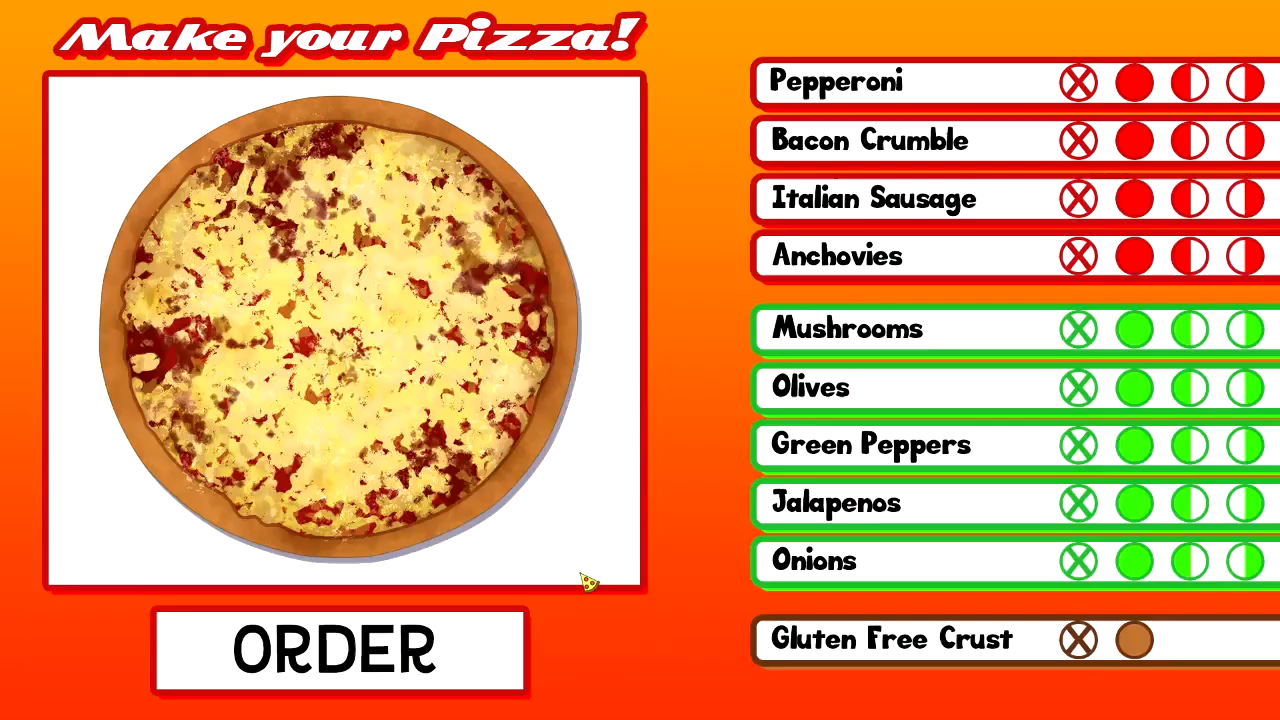 Make your Pizza!
Pepperoni
Bacon Crumble
Italian Sausage
Anchovies
Mushrooms
Olives
Green Peppers
Jalapenos
Onions
Gluten Free Crust
ORDER